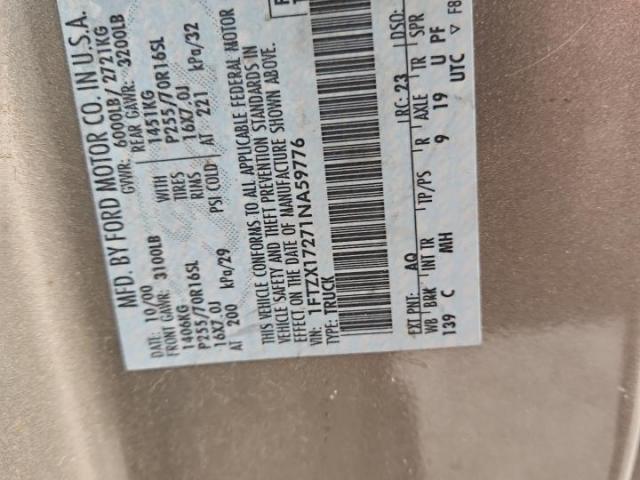 MFD. BY FORD MOTOR CO. IN U.S.A.
DATE: 10/00 GVWR: 6000LB/ 2721KG
FRONT GAWR: 3100LB REAR GAWR: 3200LB
1406KG WITH 1451KG
P255/70R16SL TIRES P255/70R16SL
16X7.0J RIMS 16X7.0J
AT 200 kPa/29 PSI COLD AT 221 kPa/32
THIS VEHICLE CONFORMS TO ALL APPLICABLE FEDERAL MOTOR
VEHICLE SAFETY AND THEFT PREVENTION STANDARDS IN
EFFECT ON THE DATE OF MANUFACTURE SHOWN ABOVE.
VIN: 1FTZX17271NA59776
TRUCK
EXT PNT: AQ RC: 23 DSO:
WB BRK INT TR TP/PS R AXLE TR SPR
139 C MH 9 19 U PF
UTC ▽ F8